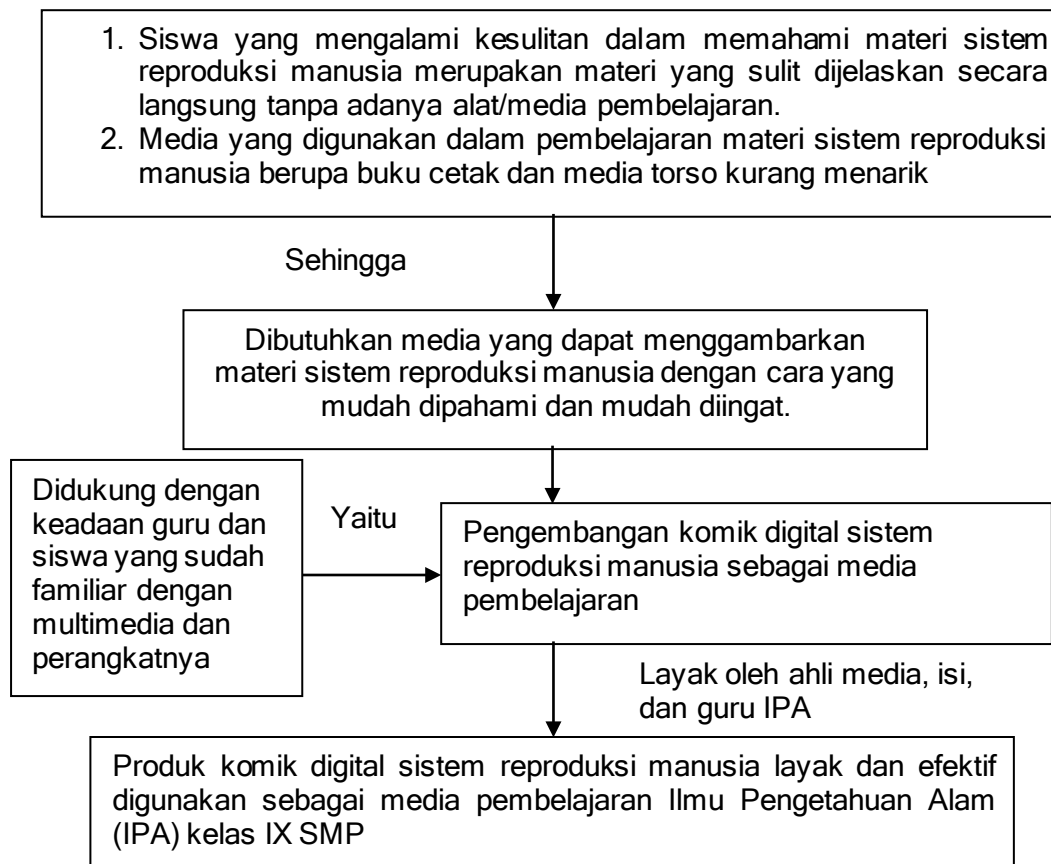 1. Siswa yang mengalami kesulitan dalam memahami materi sistem
reproduksi manusia merupakan materi yang sulit dijelaskan secara
langsung tanpa adanya alat/media pembelajaran.
2. Media yang digunakan dalam pembelajaran materi sistem reproduksi
manusia berupa buku cetak dan media torso kurang menarik
Sehingga
Dibutuhkan media yang dapat menggambarkan
materi sistem reproduksi manusia dengan cara yang
mudah dipahami dan mudah diingat.
Didukung dengan
keadaan guru dan
siswa yang sudah
familiar dengan
multimedia dan
perangkatnya
Yaitu
Pengembangan komik digital sistem
reproduksi manusia sebagai media
pembelajaran
Layak oleh ahli media, isi,
dan guru IPA
Produk komik digital sistem reproduksi manusia layak dan efektif
digunakan sebagai media pembelajaran Ilmu Pengetahuan Alam
(IPA) kelas IX SMP